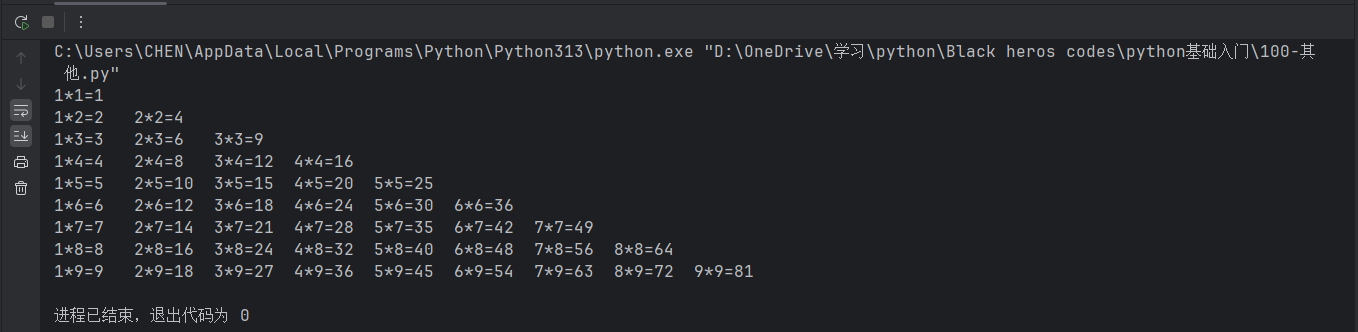 C:\Users\CHEN\AppData\Local\Programs\Python\Python313\python.exe "D:\OneDrive\学习\python\Black heros codes\python基础入门\100-其
他.py"
1*1=1
1*2=2   2*2=4
1*3=3   2*3=6   3*3=9
1*4=4   2*4=8   3*4=12  4*4=16
1*5=5   2*5=10  3*5=15  4*5=20  5*5=25
1*6=6   2*6=12  3*6=18  4*6=24  5*6=30  6*6=36
1*7=7   2*7=14  3*7=21  4*7=28  5*7=35  6*7=42  7*7=49
1*8=8   2*8=16  3*8=24  4*8=32  5*8=40  6*8=48  7*8=56  8*8=64
1*9=9   2*9=18  3*9=27  4*9=36  5*9=45  6*9=54  7*9=63  8*9=72  9*9=81
进程已结束，退出代码为 0